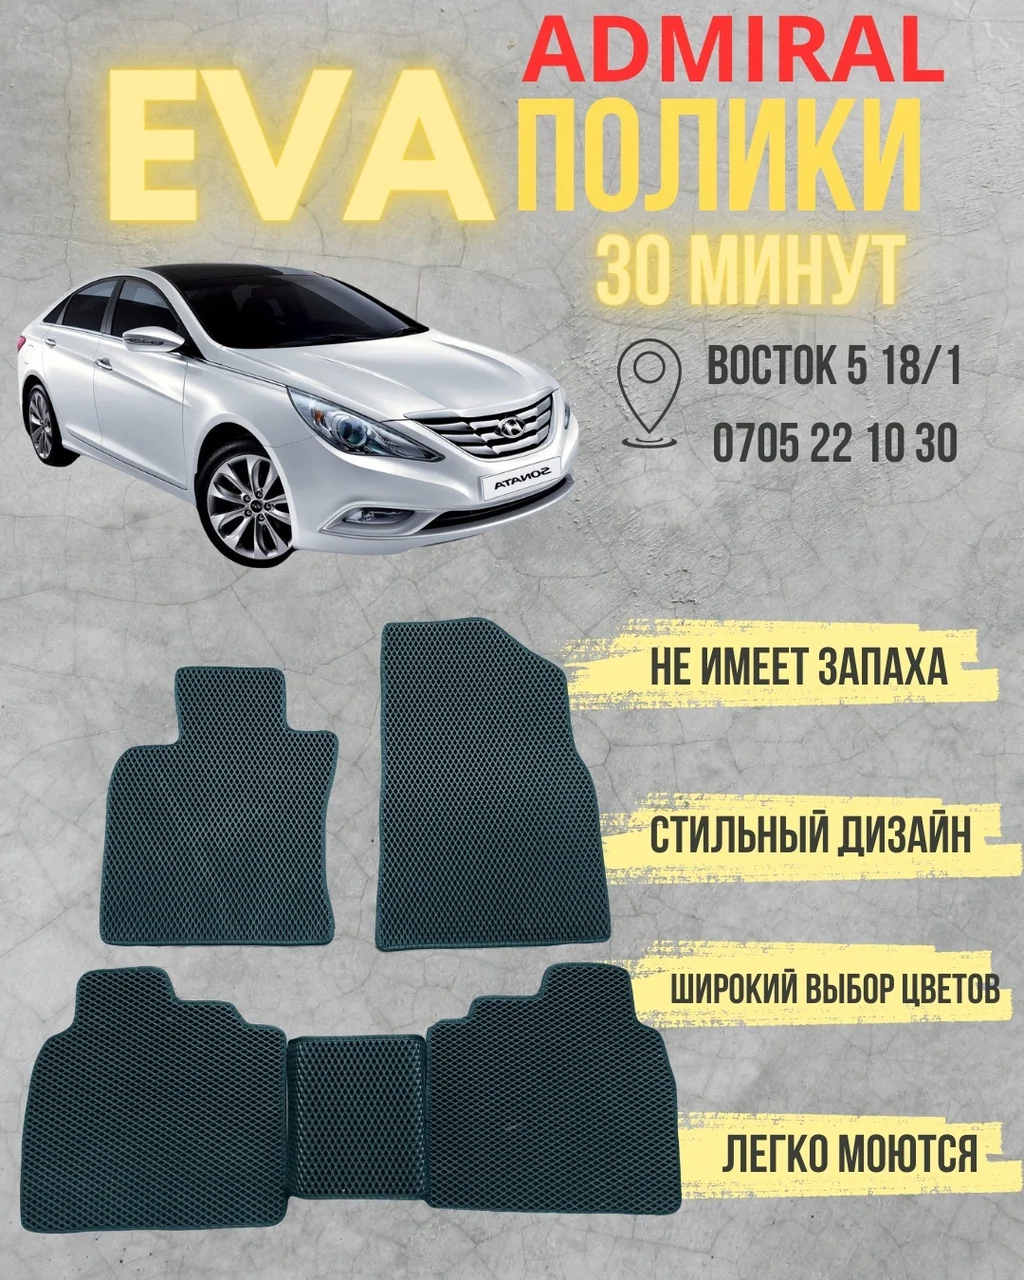 ADMIRAL
EVA ПОЛИКИ
30 МИНУТ
ВОСТОК 5 18/1
0705 22 10 30
SONATA
НЕ ИМЕЕТ ЗАПАХА
СТИЛЬНЫЙ ДИЗАЙН
ШИРОКИЙ ВЫБОР ЦВЕТОВ
ЛЕГКО МОЮТСЯ